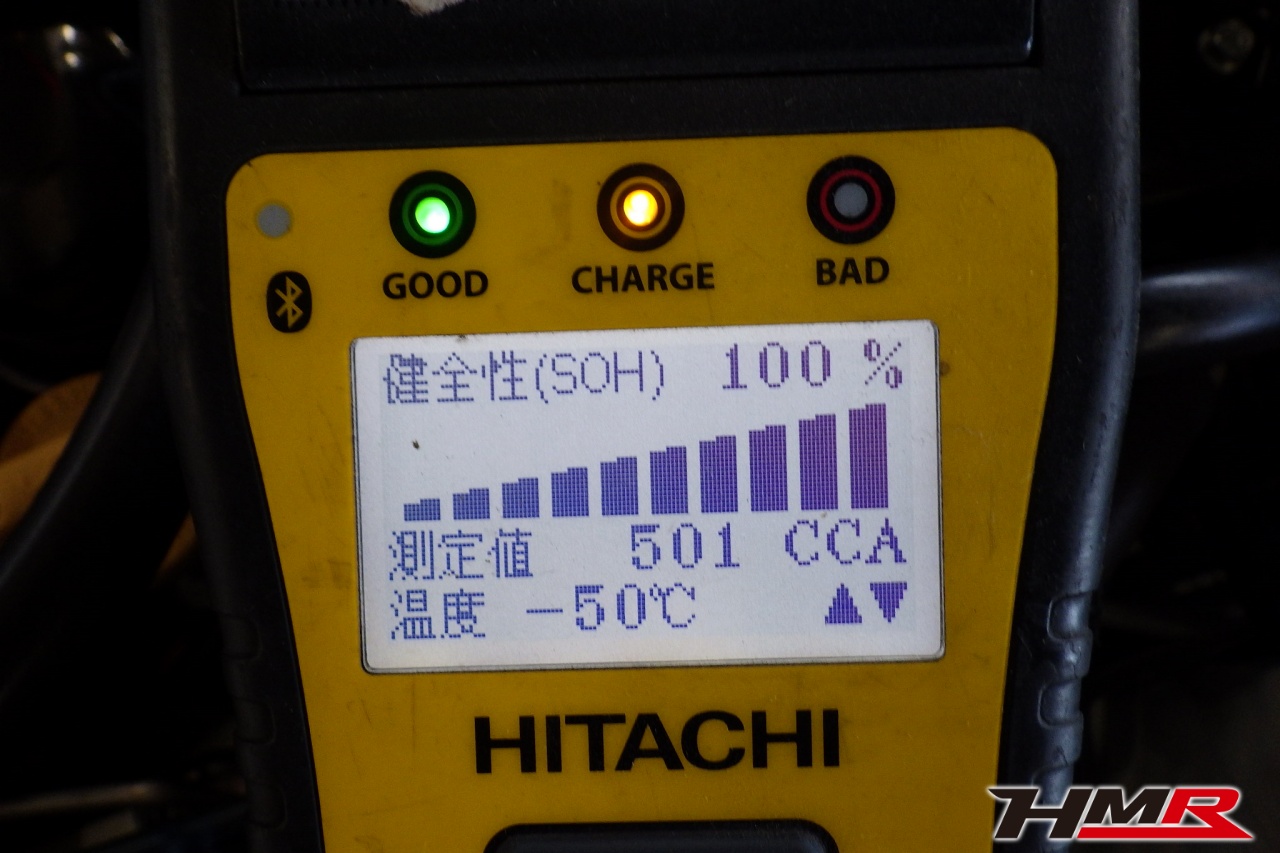 GOOD
CHARGE
BAD
健全性(SOH) 100 %
測定値 501 CCA
温度 -50℃ ▲▼
HITACHI
HMR